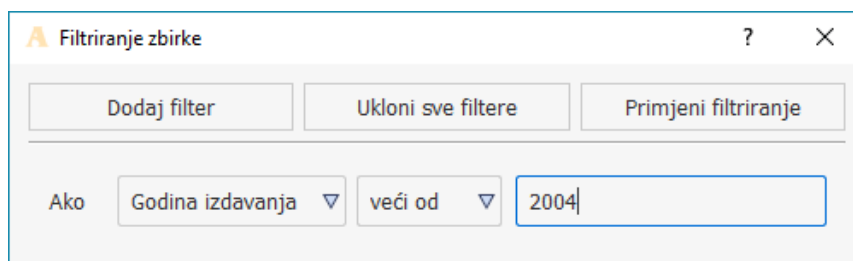 A Filtriranje zbirke ?
Dodaj filter Ukloni sve filtere Primjeni filtriranje
Ako Godina izdavanja veći od 2004